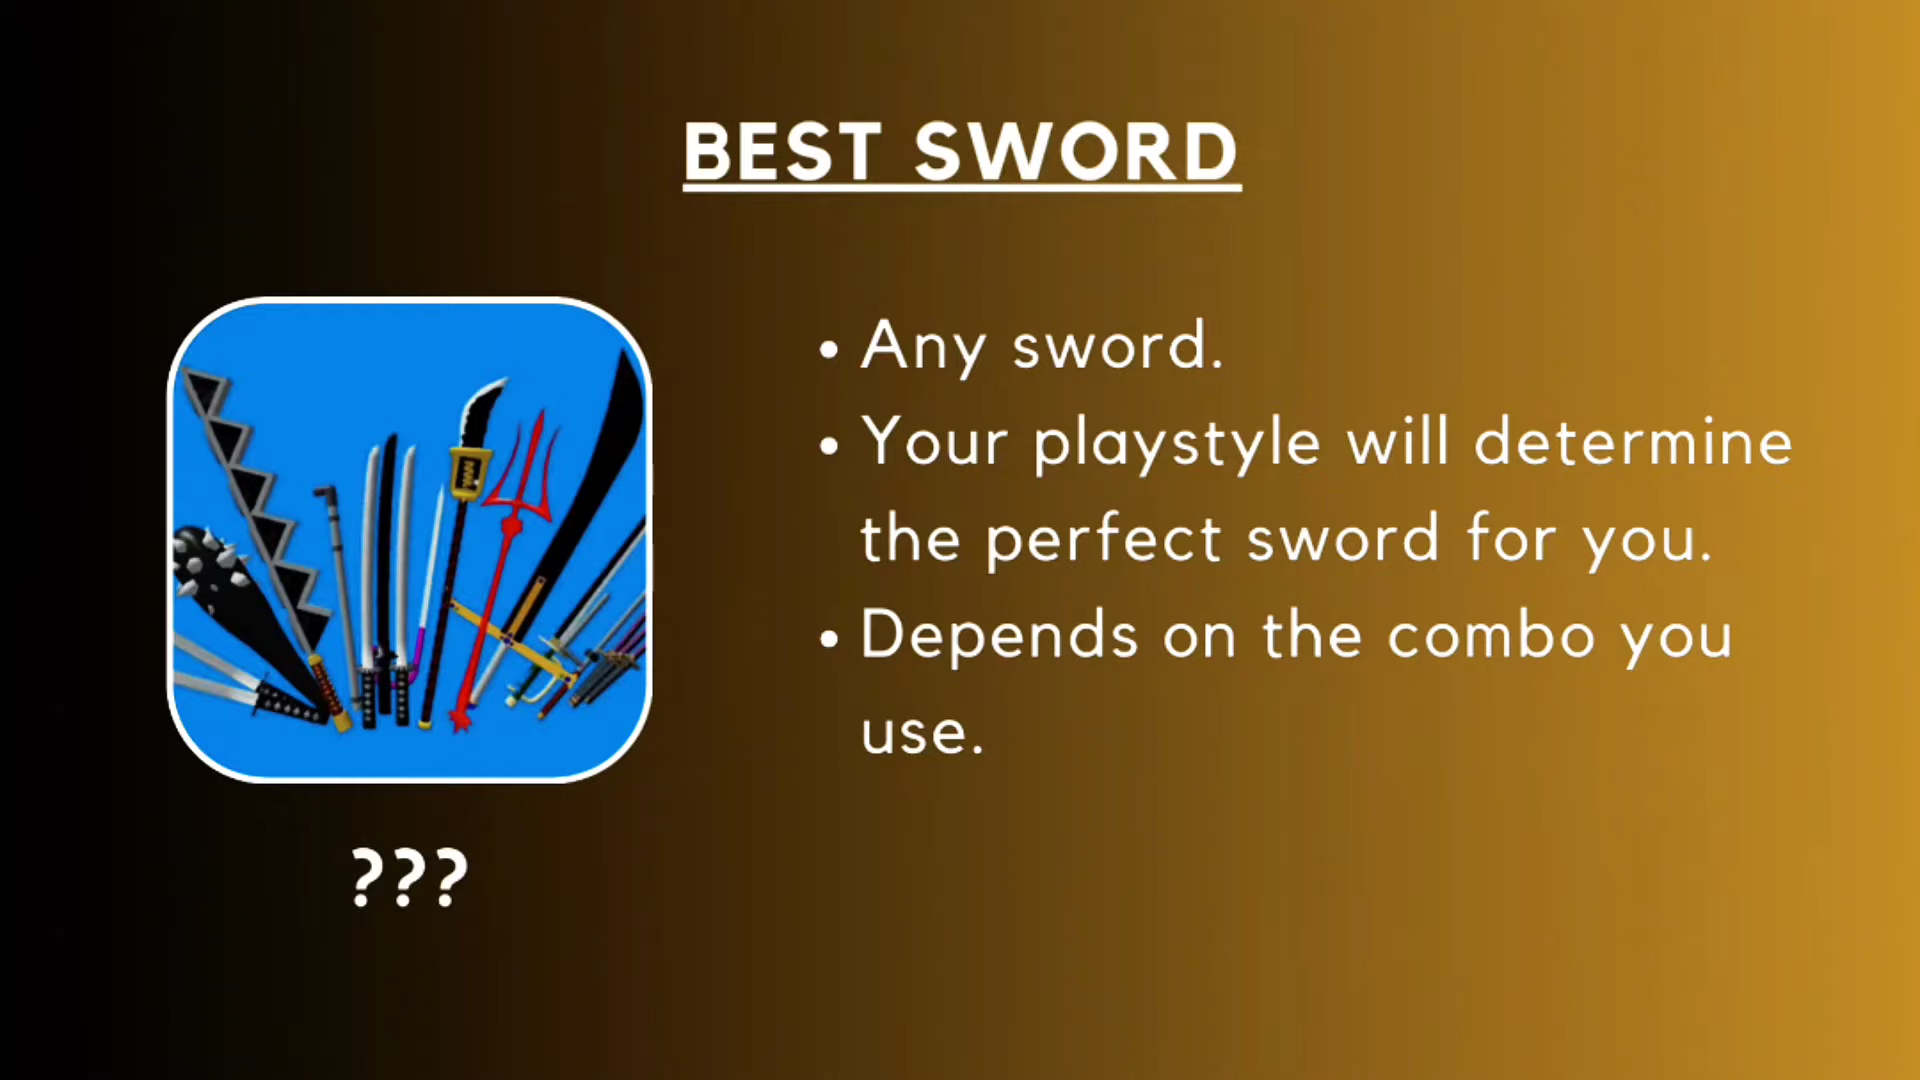 BEST SWORD
• Any sword.
• Your playstyle will determine
the perfect sword for you.
• Depends on the combo you
use.
???